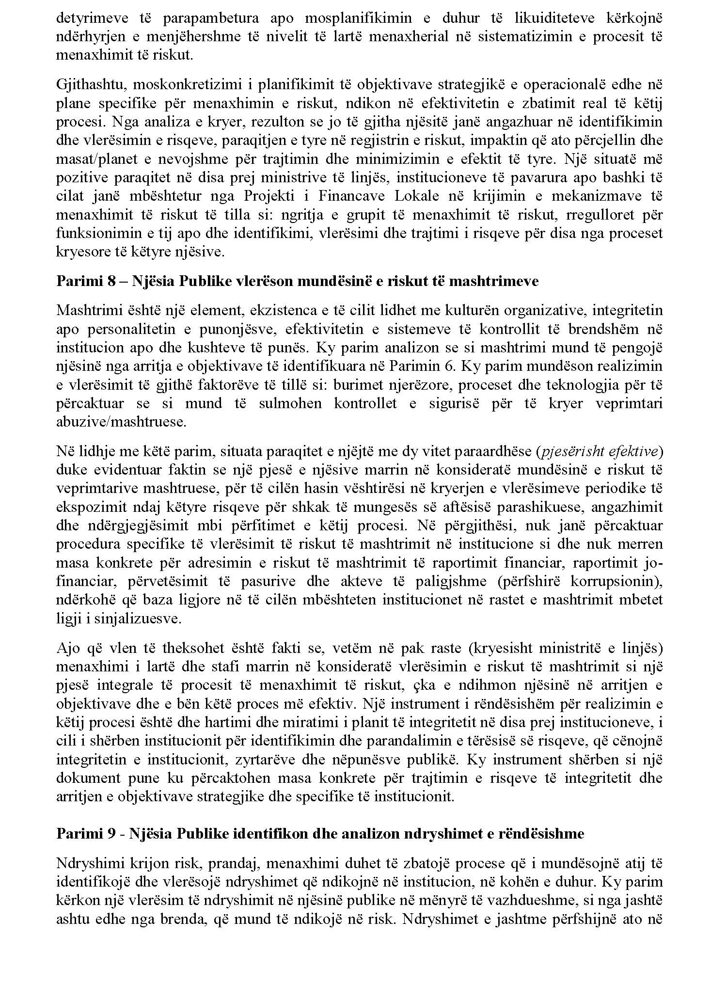 detyrimeve të parapambetura apo mosplanifikimin e duhur të likuiditeteve kërkojnë
ndërhyrjen e menjëhershme të nivelit të lartë menaxherial në sistematizimin e procesit të
menaxhimit të riskut.
Gjithashtu, moskonkretizimi i planifikimit të objektivave strategjikë e operacionalë edhe në
plane specifike për menaxhimin e riskut, ndikon në efektivitetin e zbatimit real të këtij
procesi. Nga analiza e kryer, rezulton se jo të gjitha njësitë janë angazhuar në identifikimin
dhe vlerësimin e risqeve, paraqitjen e tyre në regjistrin e riskut, impaktin që ato përcjellin dhe
masat/planet e nevojshme për trajtimin dhe minimizimin e efektit të tyre. Një situatë më
pozitive paraqitet në disa prej ministrive të linjës, institucioneve të pavarura apo bashki të
cilat janë mbështetur nga Projekti i Financave Lokale në krijimin e mekanizmave të
menaxhimit të riskut të tilla si: ngritja e grupit të menaxhimit të riskut, rregulloret për
funksionimin e tij apo dhe identifikimi, vlerësimi dhe trajtimi i risqeve për disa nga proceset
kryesore të këtyre njësive.
Parimi 8 – Njësia Publike vlerëson mundësinë e riskut të mashtrimeve
Mashtrimi është një element, ekzistenca e të cilit lidhet me kulturën organizative, integritetin
apo personalitetin e punonjësve, efektivitetin e sistemeve të kontrollit të brendshëm në
institucion apo dhe kushteve të punës. Ky parim analizon se si mashtrimi mund të pengojë
njësinë nga arritja e objektivave të identifikuara në Parimin 6. Ky parim mundëson realizimin
e vlerësimit të gjithë faktorëve të tillë si: burimet njerëzore, proceset dhe teknologjia për të
përcaktuar se si mund të sulmohen kontrollet e sigurisë për të kryer veprimtari
abuzive/mashtruese.
Në lidhje me këtë parim, situata paraqitet e njëjtë me dy vitet paraardhëse (pjesërisht efektive)
duke evidentuar faktin se një pjesë e njësive marrin në konsideratë mundësinë e riskut të
veprimtarive mashtruese, për të cilën hasin vështirësi në kryerjen e vlerësimeve periodike të
ekspozimit ndaj këtyre risqeve për shkak të mungesës së aftësisë parashikuese, angazhimit
dhe ndërgjegjësimit mbi përfitimet e këtij procesi. Në përgjithësi, nuk janë përcaktuar
procedura specifike të vlerësimit të riskut të mashtrimit në institucione si dhe nuk merren
masa konkrete për adresimin e riskut të mashtrimit të raportimit financiar, raportimit jo-
financiar, përvetësimit të pasurive dhe akteve të paligjshme (përfshirë korrupsionin),
ndërkohë që baza ligjore në të cilën mbështeten institucionet në rastet e mashtrimit mbetet
ligji i sinjalizuesve.
Ajo që vlen të theksohet është fakti se, vetëm në pak raste (kryesisht ministritë e linjës)
menaxhimi i lartë dhe stafi marrin në konsideratë vlerësimin e riskut të mashtrimit si një
pjesë integrale të procesit të menaxhimit të riskut, çka e ndihmon njësinë në arritjen e
objektivave dhe e bën këtë proces më efektiv. Një instrument i rëndësishëm për realizimin e
këtij procesi është dhe hartimi dhe miratimi i planit të integritetit në disa prej institucioneve, i
cili i shërben institucionit për identifikimin dhe parandalimin e tërësisë së risqeve, që cënojnë
integritetin e institucionit, zyrtarëve dhe nëpunësve publikë. Ky instrument shërben si një
dokument pune ku përcaktohen masa konkrete për trajtimin e risqeve të integritetit dhe
arritjen e objektivave strategjike dhe specifike të institucionit.
Parimi 9 - Njësia Publike identifikon dhe analizon ndryshimet e rëndësishme
Ndryshimi krijon risk, prandaj, menaxhimi duhet të zbatojë procese që i mundësojnë atij të
identifikojë dhe vlerësojë ndryshimet që ndikojnë në institucion, në kohën e duhur. Ky parim
kërkon një vlerësim të ndryshimit në njësinë publike në mënyrë të vazhdueshme, si nga jashtë
ashtu edhe nga brenda, që mund të ndikojë në risk. Ndryshimet e jashtme përfshijnë ato në